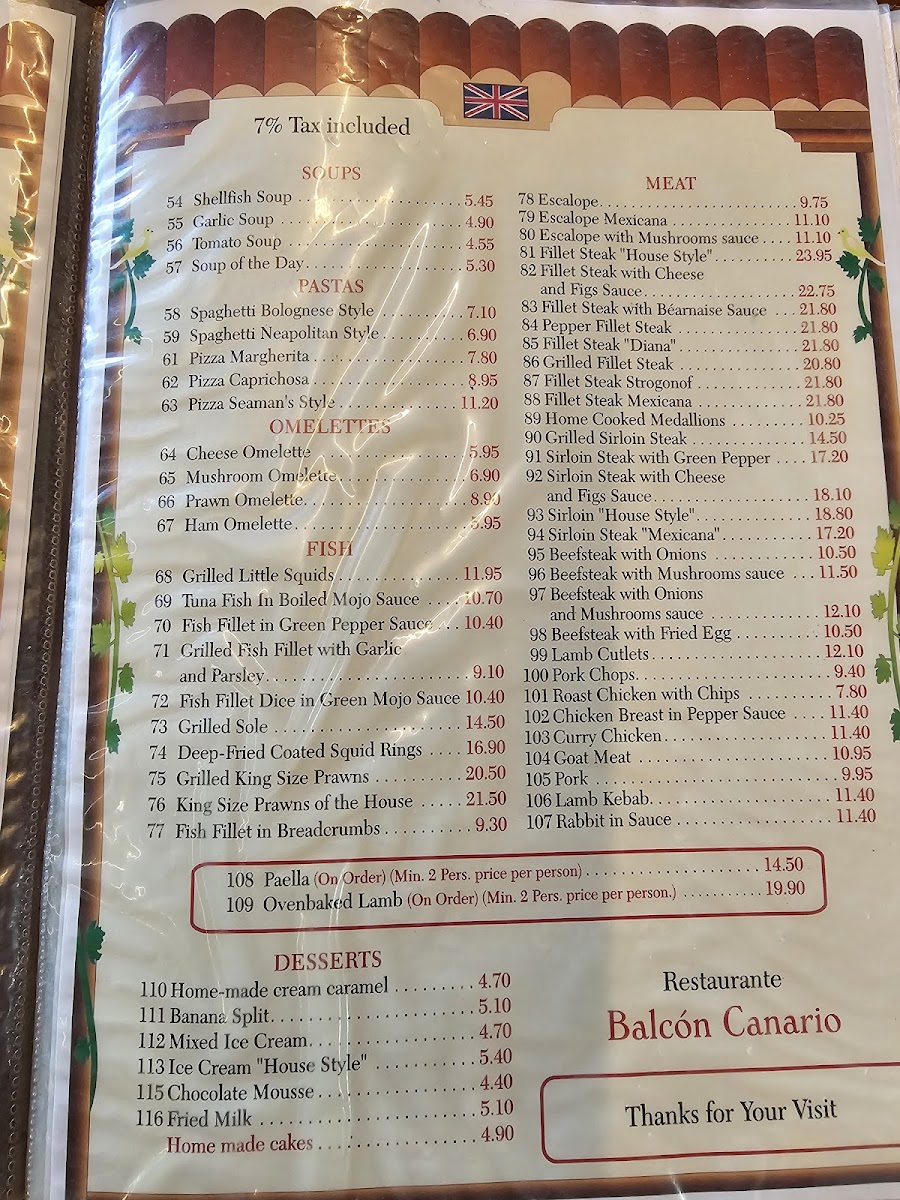 7% Tax included
SOUPS
54 Shellfish Soup 5.45
55 Garlic Soup 4.90
56 Tomato Soup 4.55
57 Soup of the Day 5.30
PASTAS
58 Spaghetti Bolognese Style 7.10
59 Spaghetti Neapolitan Style 6.90
61 Pizza Margherita 7.80
62 Pizza Caprichosa 8.95
63 Pizza Seaman's Style 11.20
OMELETTES
64 Cheese Omelette 5.95
65 Mushroom Omelette 6.90
66 Prawn Omelette 8.90
67 Ham Omelette 5.95
FISH
68 Grilled Little Squids 11.95
69 Tuna Fish In Boiled Mojo Sauce 10.70
70 Fish Fillet in Green Pepper Sauce 10.40
71 Grilled Fish Fillet with Garlic
and Parsley 9.10
72 Fish Fillet Dice in Green Mojo Sauce 10.40
73 Grilled Sole 14.50
74 Deep-Fried Coated Squid Rings 16.90
75 Grilled King Size Prawns 20.50
76 King Size Prawns of the House 21.50
77 Fish Fillet in Breadcrumbs 9.30
MEAT
78 Escalope 9.75
79 Escalope Mexicana 11.10
80 Escalope with Mushrooms sauce 11.10
81 Fillet Steak "House Style" 23.95
82 Fillet Steak with Cheese
and Figs Sauce 22.75
83 Fillet Steak with Béarnaise Sauce 21.80
84 Pepper Fillet Steak 21.80
85 Fillet Steak "Diana" 21.80
86 Grilled Fillet Steak 20.80
87 Fillet Steak Strogonof 21.80
88 Fillet Steak Mexicana 21.80
89 Home Cooked Medallions 10.25
90 Grilled Sirloin Steak 14.50
91 Sirloin Steak with Green Pepper 17.20
92 Sirloin Steak with Cheese
and Figs Sauce 18.10
93 Sirloin "House Style" 18.80
94 Sirloin Steak "Mexicana" 17.20
95 Beefsteak with Onions 10.50
96 Beefsteak with Mushrooms sauce 11.50
97 Beefsteak with Onions
and Mushrooms sauce 12.10
98 Beefsteak with Fried Egg 10.50
99 Lamb Cutlets 12.10
100 Pork Chops 9.40
101 Roast Chicken with Chips 7.80
102 Chicken Breast in Pepper Sauce 11.40
103 Curry Chicken 11.40
104 Goat Meat 10.95
105 Pork 9.95
106 Lamb Kebab 11.40
107 Rabbit in Sauce 11.40
108 Paella (On Order) (Min. 2 Pers. price per person) 14.50
109 Ovenbaked Lamb (On Order) (Min. 2 Pers. price per person.) 19.90
DESSERTS
110 Home-made cream caramel 4.70
111 Banana Split 5.10
112 Mixed Ice Cream 4.70
113 Ice Cream "House Style" 5.40
115 Chocolate Mousse 4.40
116 Fried Milk 5.10
Home made cakes 4.90
Restaurante
Balcón Canario
Thanks for Your Visit